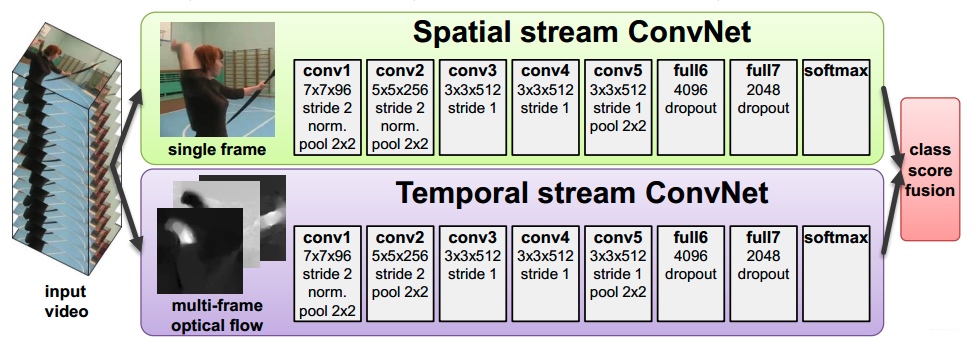 Spatial stream ConvNet
conv1
7x7x96
stride 2
norm.
pool 2x2
conv2
5x5x256
stride 2
norm.
pool 2x2
conv3
3x3x512
stride 1
conv4
3x3x512
stride 1
conv5
3x3x512
stride 1
pool 2x2
full6
4096
dropout
full7
2048
dropout
softmax
single frame
Temporal stream ConvNet
conv1
7x7x96
stride 2
norm.
pool 2x2
conv2
5x5x256
stride 2
pool 2x2
conv3
3x3x512
stride 1
conv4
3x3x512
stride 1
conv5
3x3x512
stride 1
pool 2x2
full6
4096
dropout
full7
2048
dropout
softmax
multi-frame
optical flow
input
video
class
score
fusion